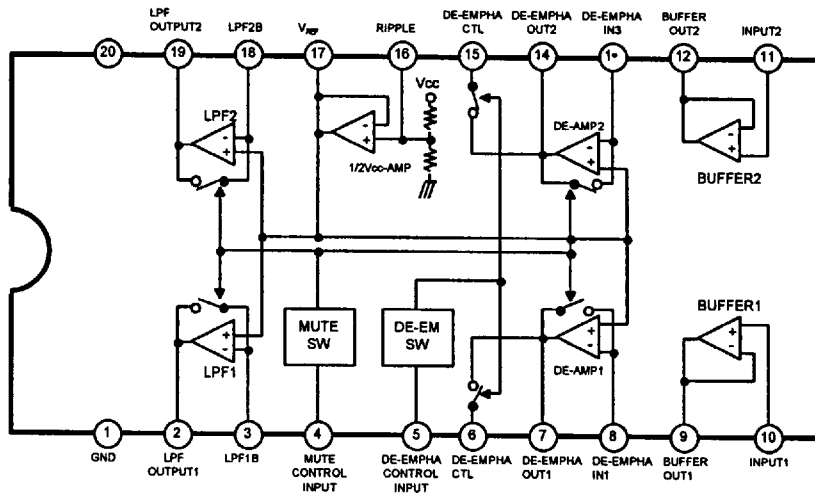 LPF
OUTPUT2
LPF2B
VREF
RIPPLE
DE-EMPHA
CTL
DE-EMPHA
OUT2
DE-EMPHA
IN3
BUFFER
OUT2
INPUT2
20
19
18
17
16
15
14
1•
12
11
Vcc
LPF2
-
+
-
+
1/2Vcc-AMP
DE-AMP2
-
+
-
+
BUFFER2
MUTE
SW
DE-EM
SW
BUFFER1
+
-
LPF1
+
-
DE-AMP1
+
-
1
2
3
4
5
6
7
8
9
10
GND
LPF
OUTPUT1
LPF1B
MUTE
CONTROL
INPUT
DE-EMPHA
CONTROL
INPUT
DE-EMPHA
CTL
DE-EMPHA
OUT1
DE-EMPHA
IN1
BUFFER
OUT1
INPUT1